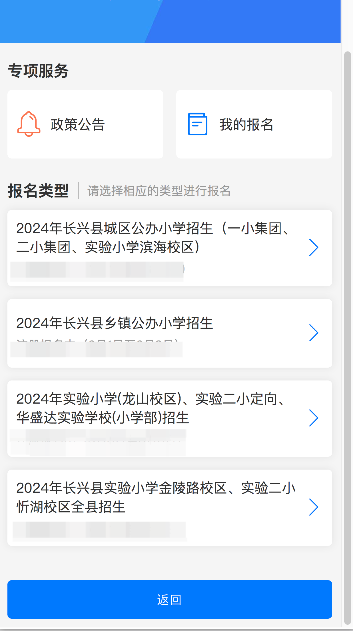 专项服务
政策公告
我的报名
报名类型
请选择相应的类型进行报名
2024年长兴县城区公办小学招生（一小集团、
二小集团、实验小学滨海校区）
2024年长兴县乡镇公办小学招生
2024年实验小学(龙山校区)、实验二小定向、
华盛达实验学校(小学部)招生
2024年长兴县实验小学金陵路校区、实验二小
忻湖校区全县招生
返回